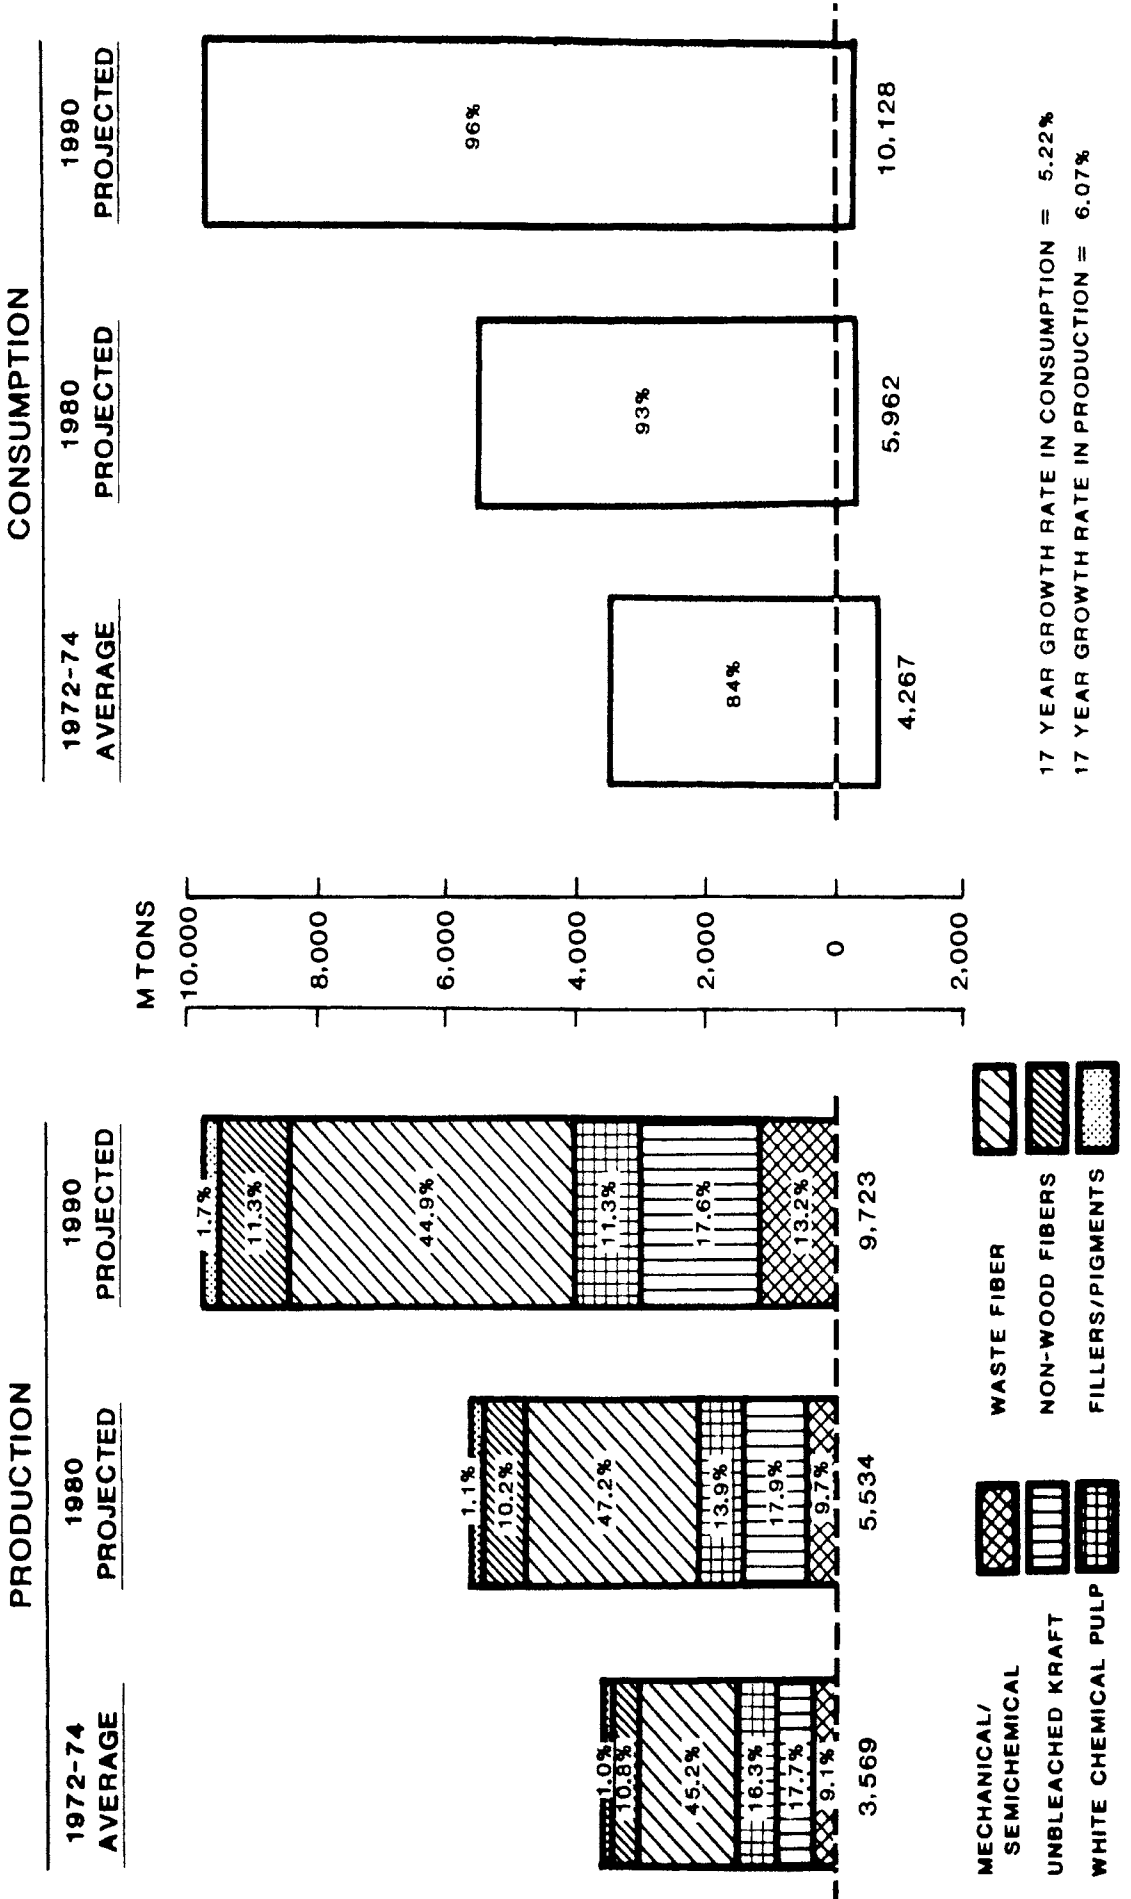 PRODUCTION
1972-74
AVERAGE
1980
PROJECTED
1990
PROJECTED
1.0%
10.8%
45.2%
16.3%
17.7%
9.1%
3,569
1.1%
10.2%
47.2%
13.9%
17.9%
9.7%
5,534
1.7%
11.3%
44.9%
11.3%
17.6%
13.2%
9,723
M TONS
10,000
8,000
6,000
4,000
2,000
0
2,000
CONSUMPTION
1972-74
AVERAGE
1980
PROJECTED
1990
PROJECTED
84%
4,267
93%
5,962
96%
10,128
MECHANICAL/
SEMICHEMICAL
UNBLEACHED KRAFT
WHITE CHEMICAL PULP
WASTE FIBER
NON-WOOD FIBERS
FILLERS/PIGMENTS
17 YEAR GROWTH RATE IN CONSUMPTION = 5.22%
17 YEAR GROWTH RATE IN PRODUCTION = 6.07%